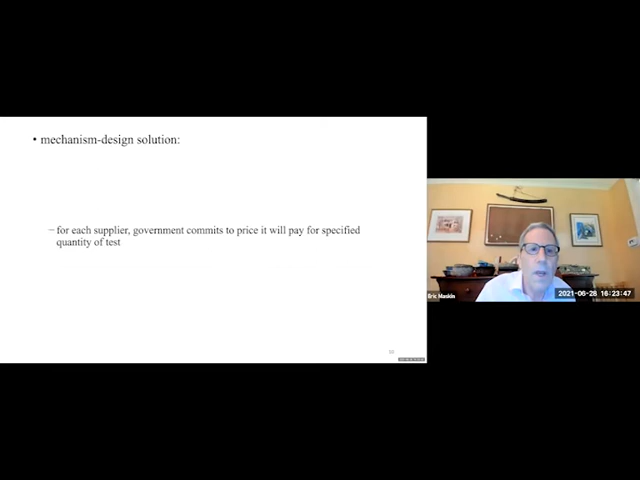 • mechanism-design solution:
– for each supplier, government commits to price it will pay for specified
quantity of test
Eric Maskin
2021-06-28 16:23:47